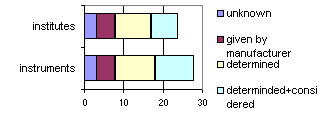 institutes
instruments
0 10 20 30
unknown
given by
manufacturer
determined
determinded+consi
dered